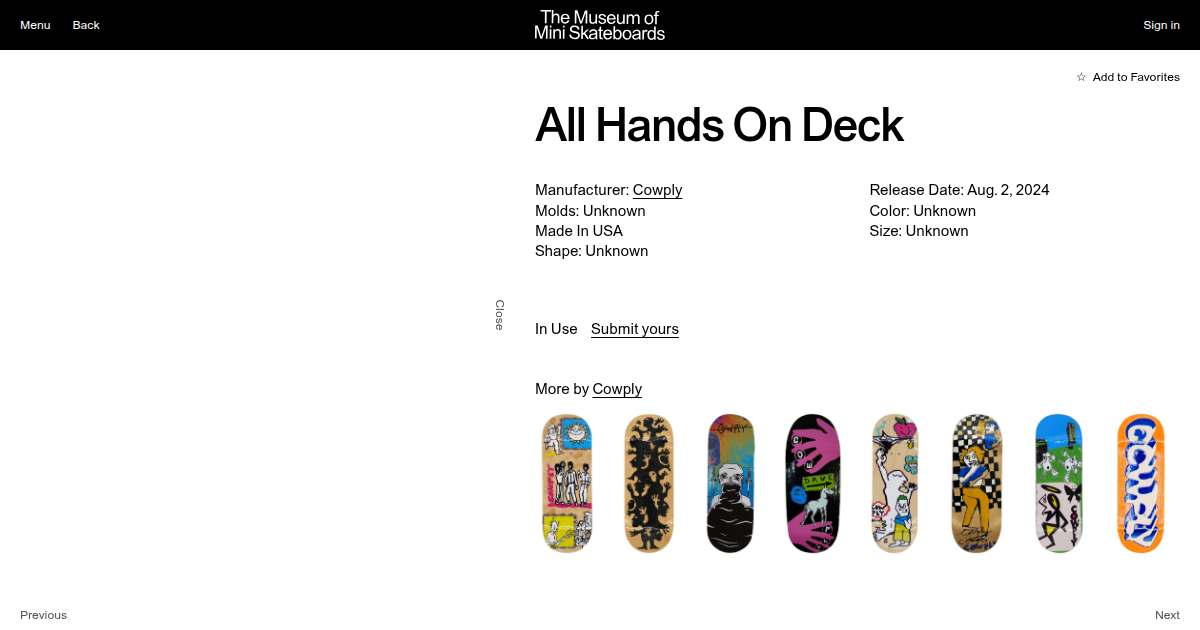 Menu
Back
The Museum of
Mini Skateboards
Sign in
☆ Add to Favorites
All Hands On Deck
Manufacturer: Cowply
Molds: Unknown
Made In USA
Shape: Unknown
Release Date: Aug. 2, 2024
Color: Unknown
Size: Unknown
Close
In Use
Submit yours
More by Cowply
Previous
Next